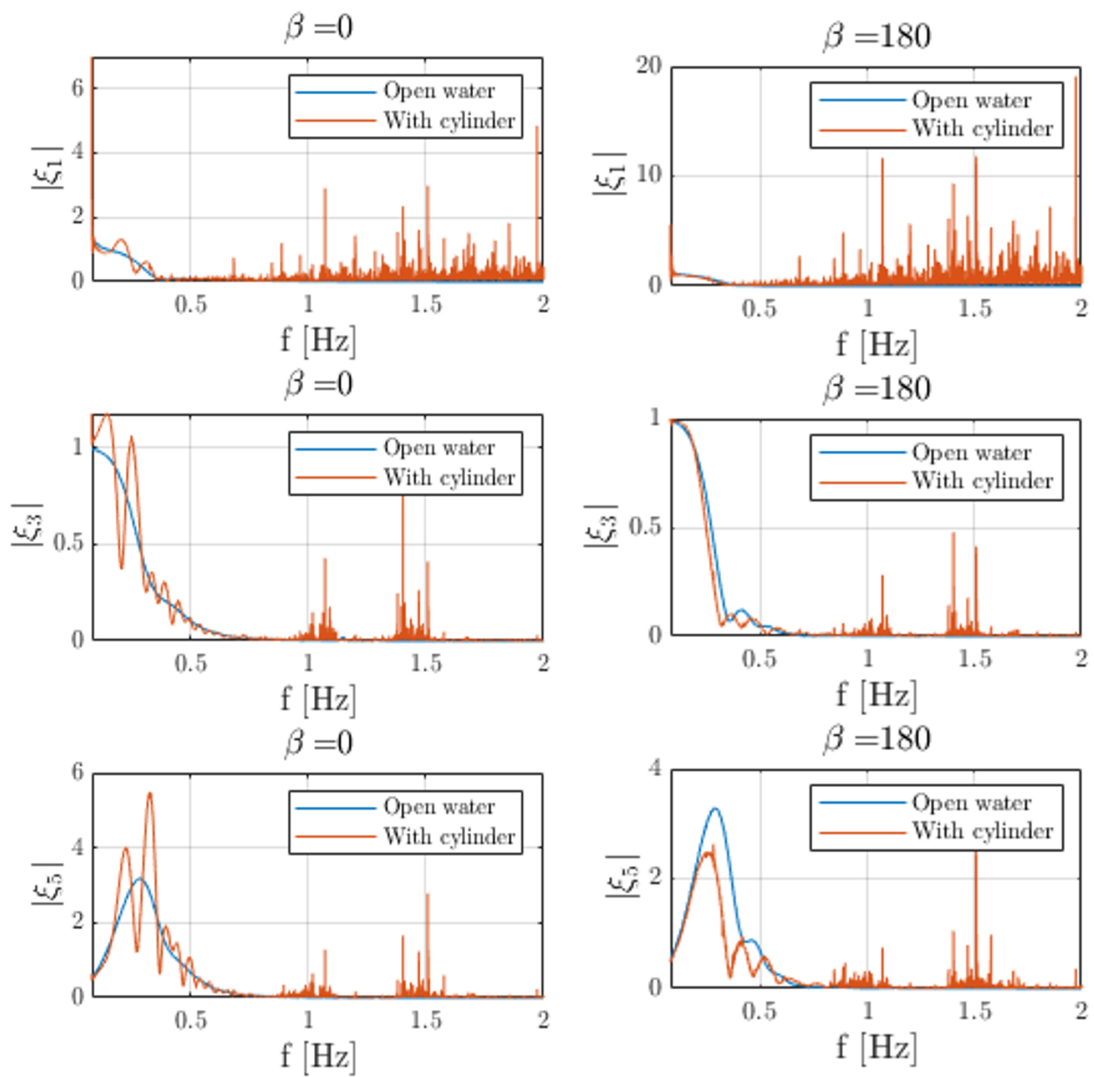 β =0
6
4
2
0
|ξ₁|
Open water
With cylinder
0.5 1 1.5 2
f [Hz]
β =180
20
10
0
|ξ₁|
Open water
With cylinder
0.5 1 1.5 2
f [Hz]
β =0
1
0.5
0
|ξ₃|
Open water
With cylinder
0.5 1 1.5 2
f [Hz]
β =180
1
0.5
0
|ξ₃|
Open water
With cylinder
0.5 1 1.5 2
f [Hz]
β =0
6
4
2
0
|ξ₅|
Open water
With cylinder
0.5 1 1.5 2
f [Hz]
β =180
4
2
0
|ξ₅|
Open water
With cylinder
0.5 1 1.5 2
f [Hz]